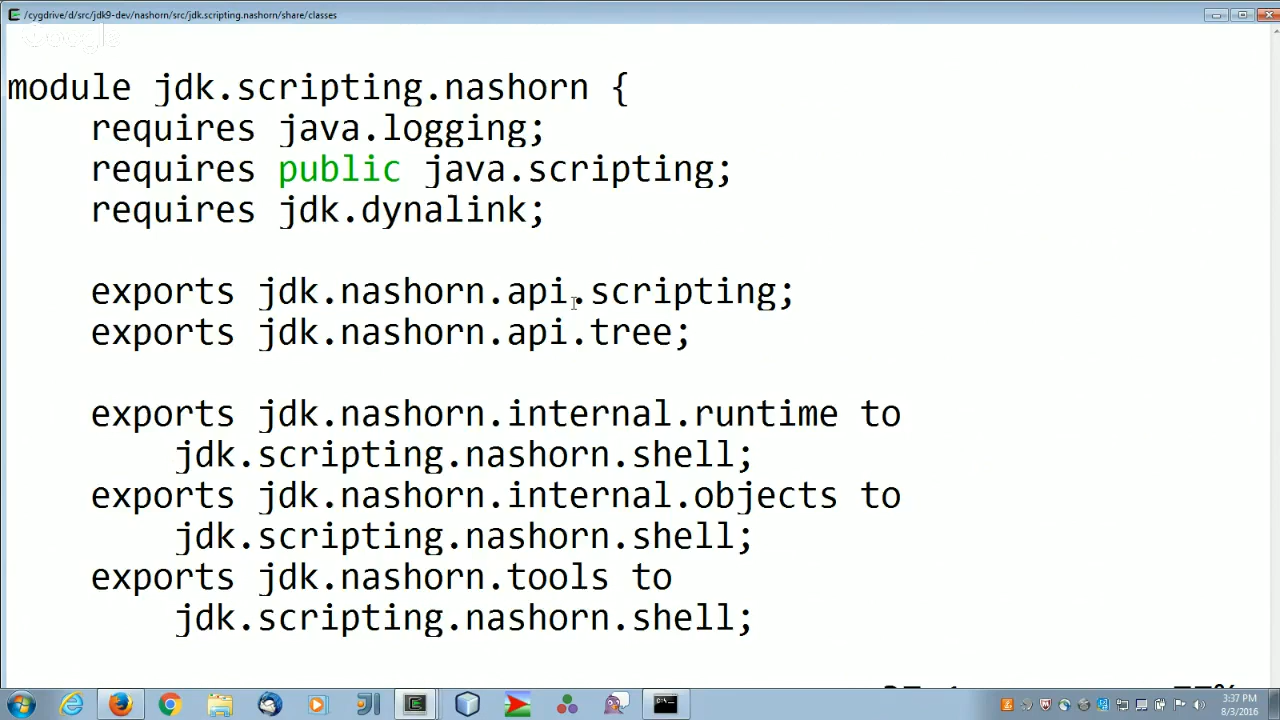 /cygdrive/d/src/jdk9-dev/nashorn/src/jdk.scripting.nashorn/share/classes
Google
module jdk.scripting.nashorn {
requires java.logging;
requires public java.scripting;
requires jdk.dynalink;
exports jdk.nashorn.api.scripting;
exports jdk.nashorn.api.tree;
exports jdk.nashorn.internal.runtime to
jdk.scripting.nashorn.shell;
exports jdk.nashorn.internal.objects to
jdk.scripting.nashorn.shell;
exports jdk.nashorn.tools to
jdk.scripting.nashorn.shell;
3:37 PM
8/3/2016